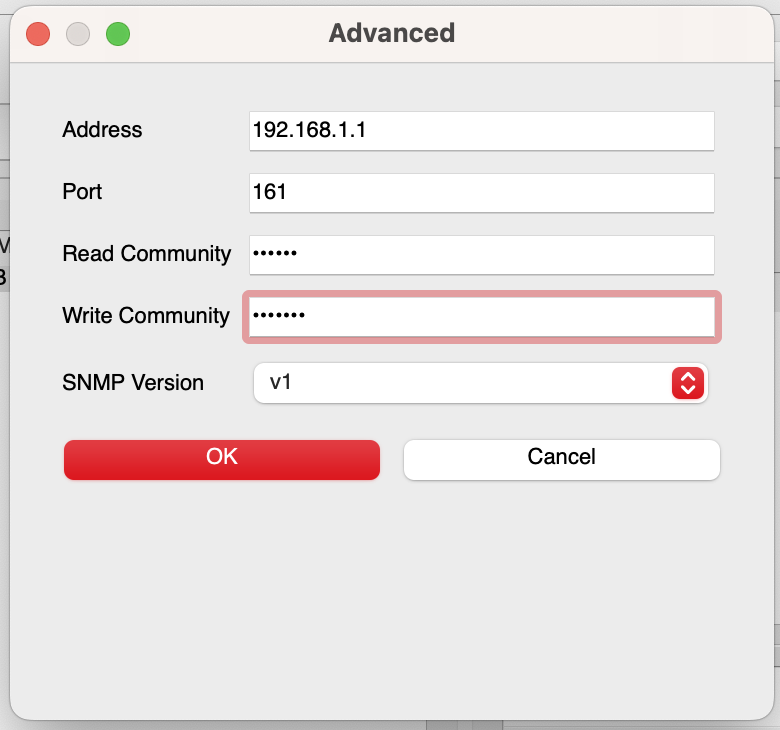 Advanced
Address 192.168.1.1
Port 161
Read Community ••••••
Write Community •••••••
SNMP Version v1
OK Cancel